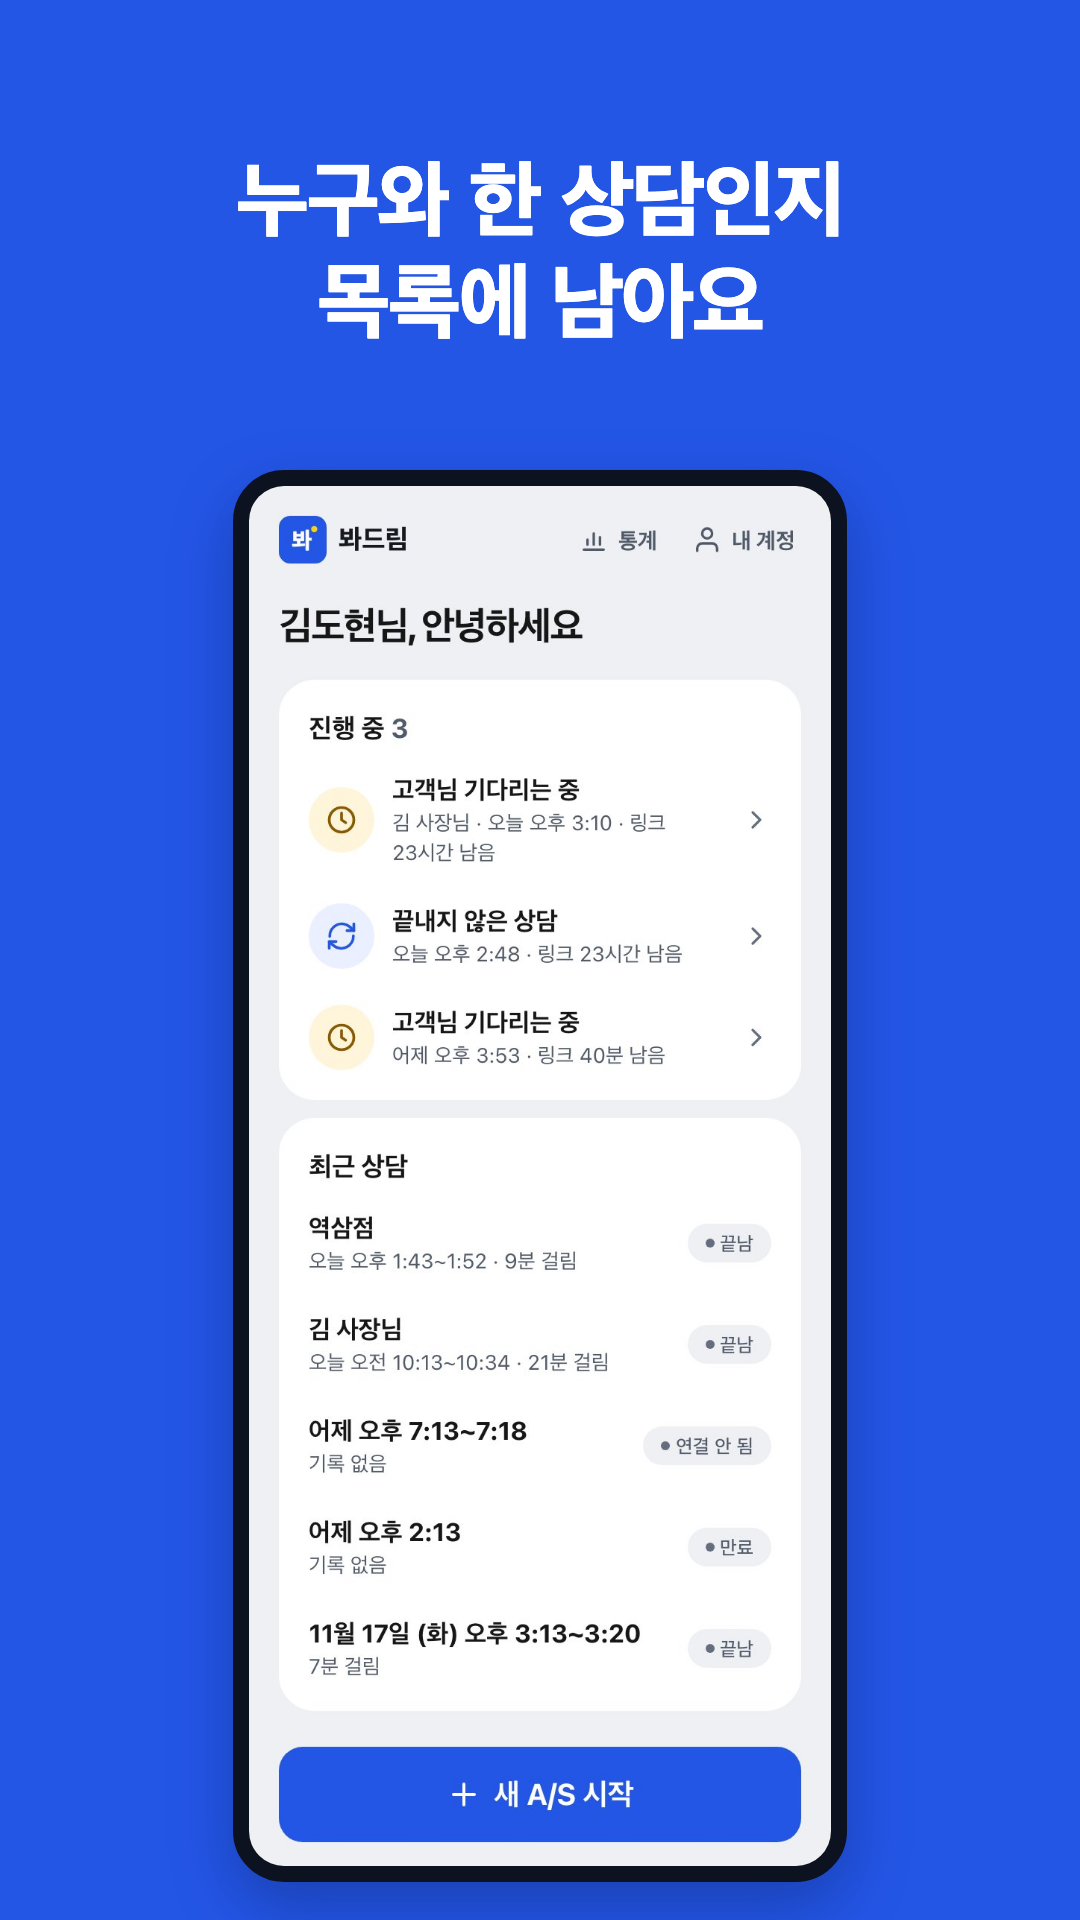 누구와 한 상담인지
목록에 남아요
봐 봐드림 통계 내 계정
김도현님, 안녕하세요
진행 중 3
고객님 기다리는 중
김 사장님 · 오늘 오후 3:10 · 링크
23시간 남음
끝내지 않은 상담
오늘 오후 2:48 · 링크 23시간 남음
고객님 기다리는 중
어제 오후 3:53 · 링크 40분 남음
최근 상담
역삼점
오늘 오후 1:43~1:52 · 9분 걸림
끝남
김 사장님
오늘 오전 10:13~10:34 · 21분 걸림
끝남
어제 오후 7:13~7:18
기록 없음
연결 안 됨
어제 오후 2:13
기록 없음
만료
11월 17일 (화) 오후 3:13~3:20
7분 걸림
끝남
새 A/S 시작